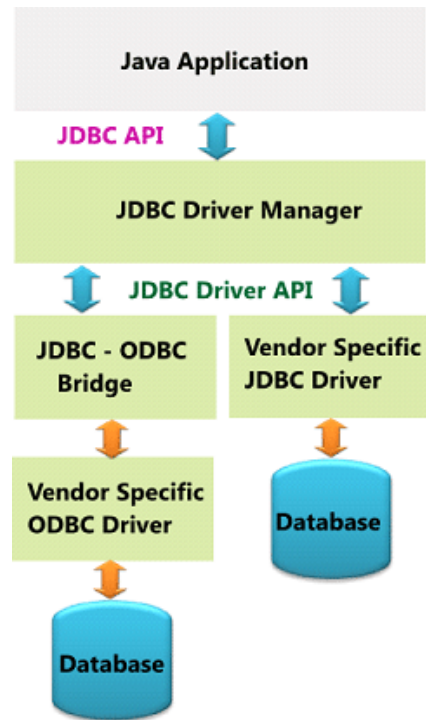 Java Application
JDBC API
JDBC Driver Manager
JDBC Driver API
JDBC - ODBC
Bridge
Vendor Specific
JDBC Driver
Vendor Specific
ODBC Driver
Database
Database